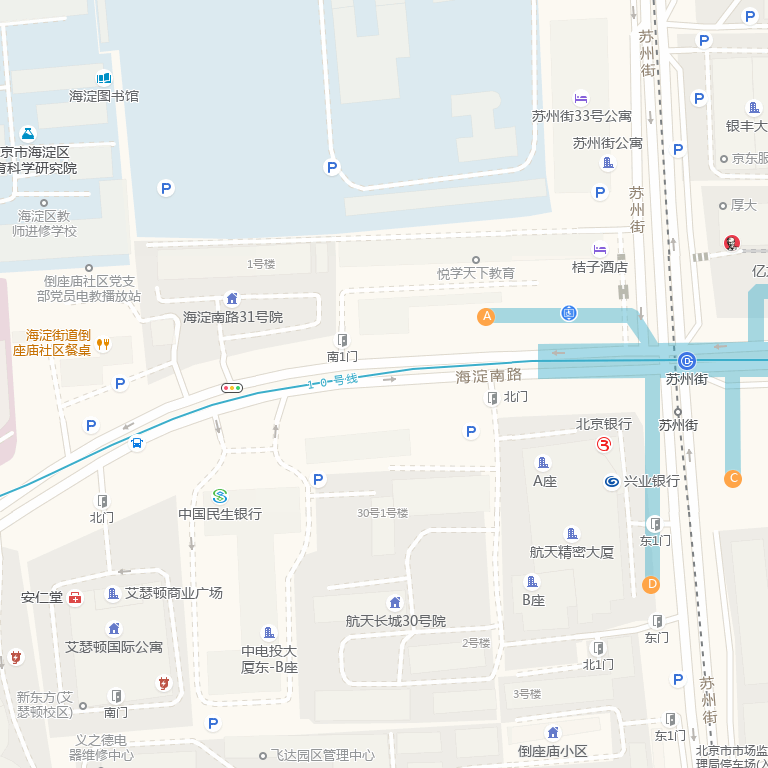 苏州街
P
P
P
海淀图书馆
苏州街33号公寓
银丰大
京市海淀区
育科学研究院
苏州街公寓
P
P
京东服
P
P
苏州街
厚大
海淀区教
师进修学校
1号楼
悦学天下教育
桔子酒店
亿
倒座庙社区党支
部党员电教播放站
海淀南路31号院
A
海淀街道倒
座庙社区餐桌
南1门
苏州街
10号线
海淀南路
P
北门
苏州街
P
P
北京银行
A座
兴业银行
C
P
中国民生银行
30号1号楼
北门
东1门
航天精密大厦
安仁堂
艾瑟顿商业广场
B座
D
航天长城30号院
艾瑟顿国际公寓
中电投大
厦东-B座
2号楼
东门
北1门
P
新东方(艾
瑟顿校区)
南门
3号楼
苏州街
P
东1门
义之德电
器维修中心
飞达园区管理中心
倒座庙小区
北京市市场监
理局停车场(入